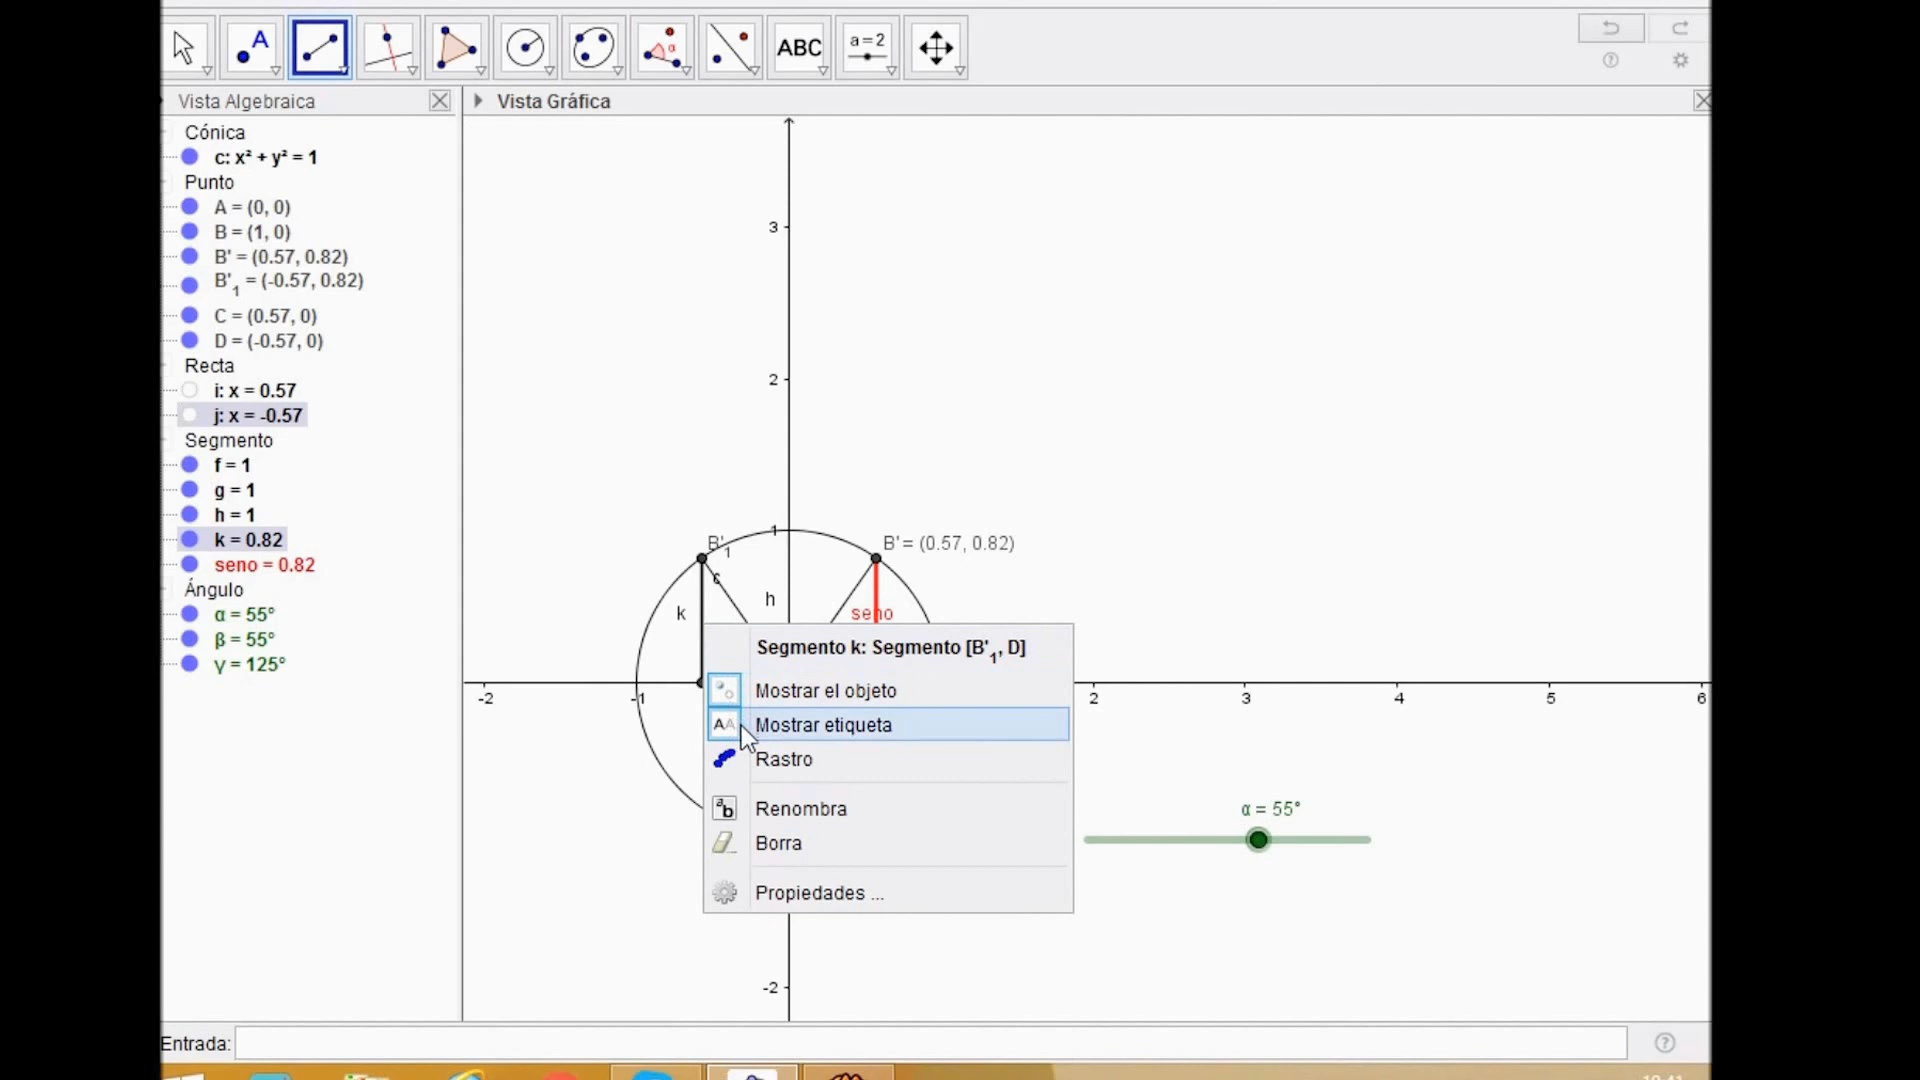 A
α
ABC
a=2
Vista Algebraica
Vista Gráfica
Cónica
c: x² + y² = 1
Punto
A = (0, 0)
B = (1, 0)
B' = (0.57, 0.82)
B'₁ = (-0.57, 0.82)
C = (0.57, 0)
D = (-0.57, 0)
Recta
i: x = 0.57
j: x = -0.57
Segmento
f = 1
g = 1
h = 1
k = 0.82
seno = 0.82
Ángulo
α = 55°
β = 55°
γ = 125°
3
2
1
B'₁
B' = (0.57, 0.82)
c
h
k
seno
-2
-1
2
3
4
5
6
Segmento k: Segmento [B'₁, D]
Mostrar el objeto
AA Mostrar etiqueta
Rastro
ab Renombra
Borra
Propiedades ...
α = 55°
-2
Entrada: